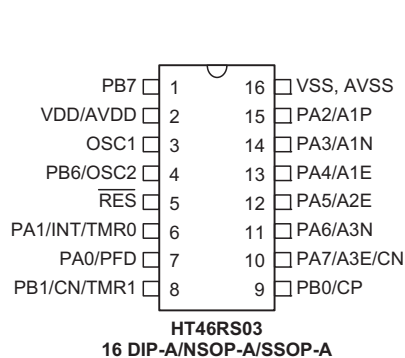 PB7 1 16 VSS, AVSS
VDD/AVDD 2 15 PA2/A1P
OSC1 3 14 PA3/A1N
PB6/OSC2 4 13 PA4/A1E
RES 5 12 PA5/A2E
PA1/INT/TMR0 6 11 PA6/A3N
PA0/PFD 7 10 PA7/A3E/CN
PB1/CN/TMR1 8 9 PB0/CP
HT46RS03
16 DIP-A/NSOP-A/SSOP-A